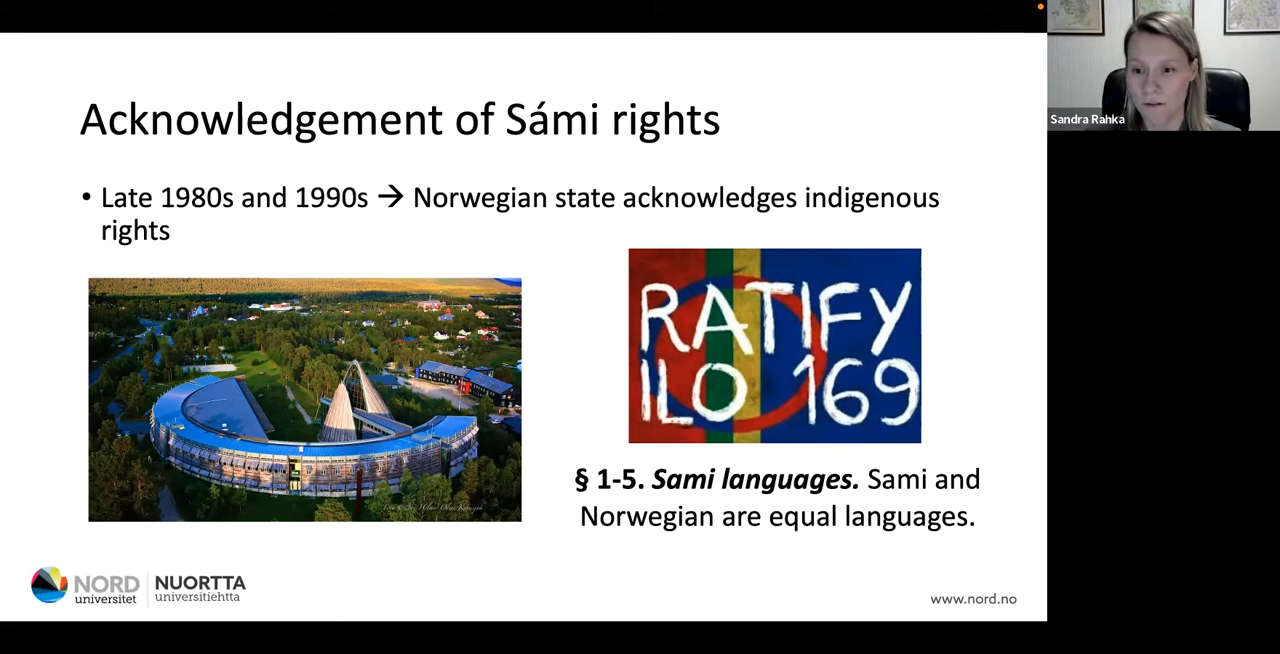 Acknowledgement of Sámi rights
• Late 1980s and 1990s → Norwegian state acknowledges indigenous
rights
RATIFY
ILO 169
§ 1-5. Sami languages. Sami and
Norwegian are equal languages.
NORD
universitet
NUORTTA
universitiehtta
www.nord.no
Sandra Rahka